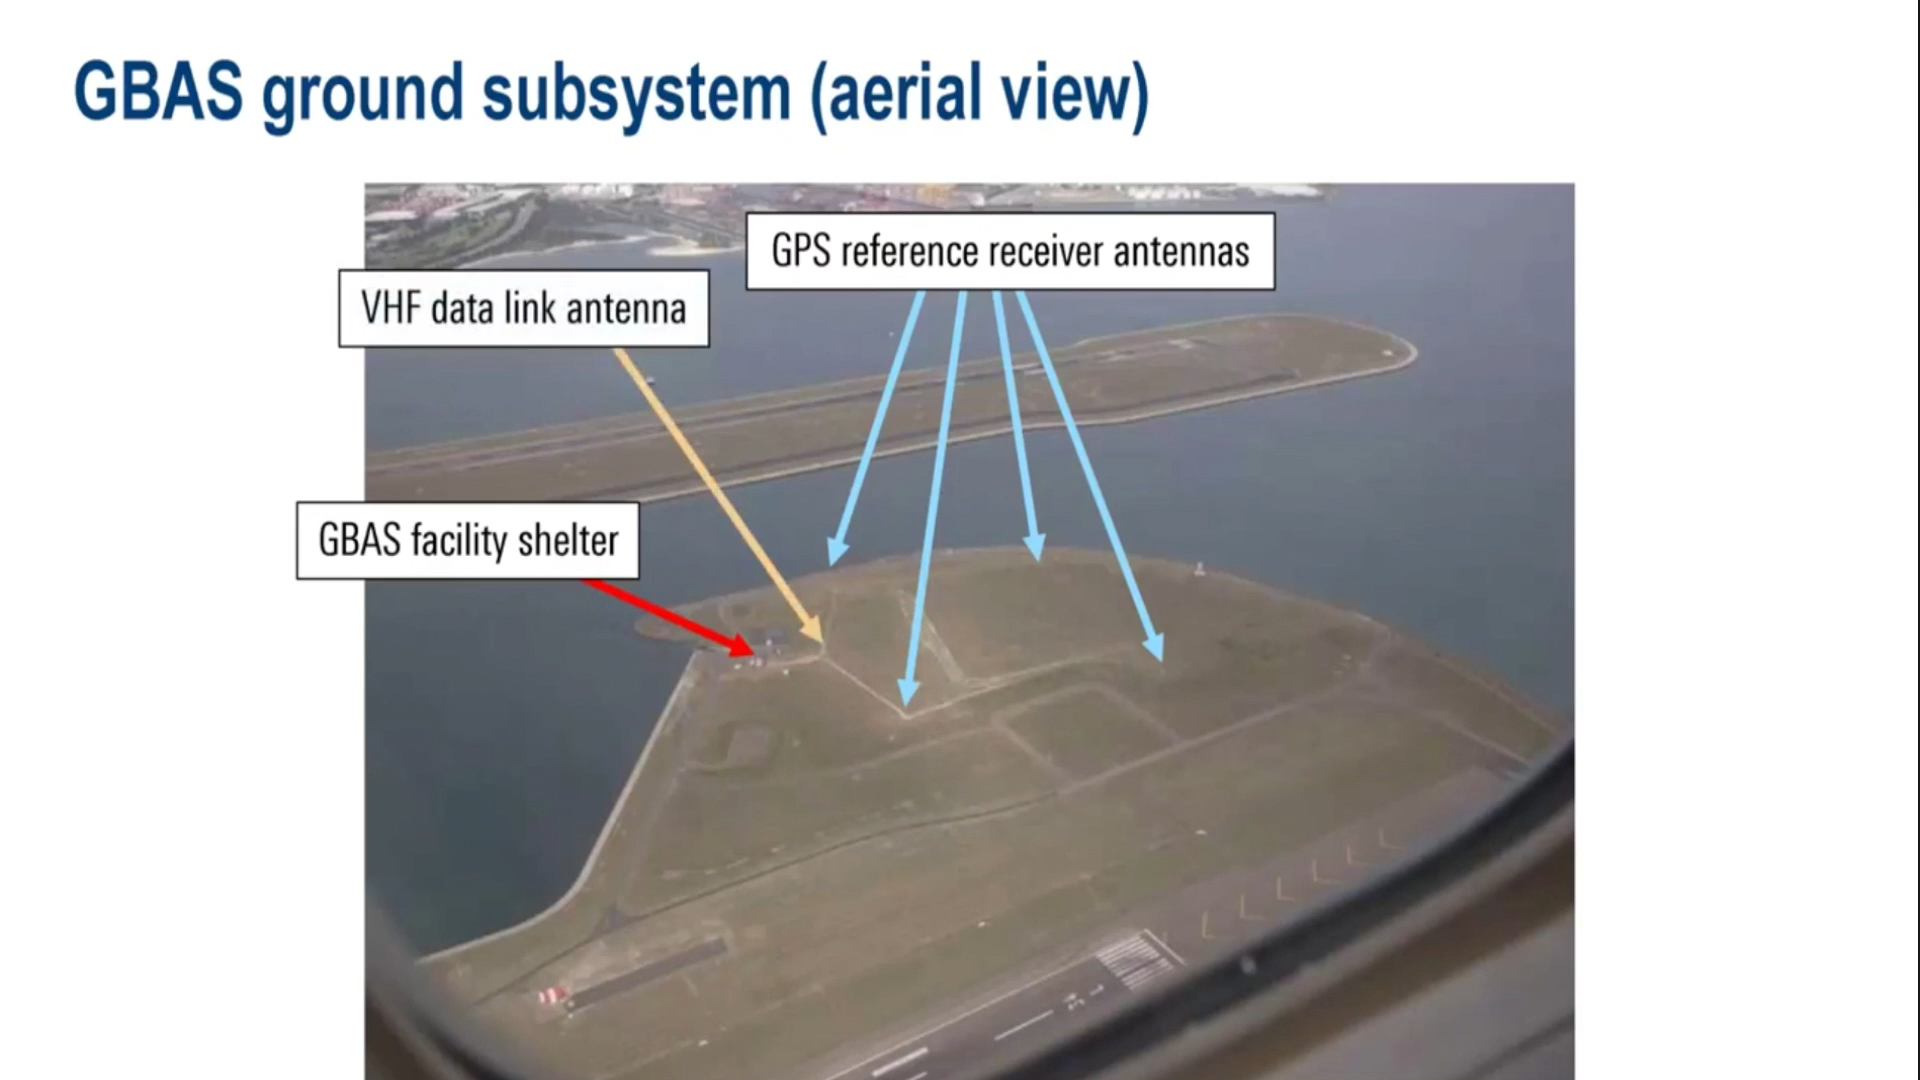 GBAS ground subsystem (aerial view)
GPS reference receiver antennas
VHF data link antenna
GBAS facility shelter